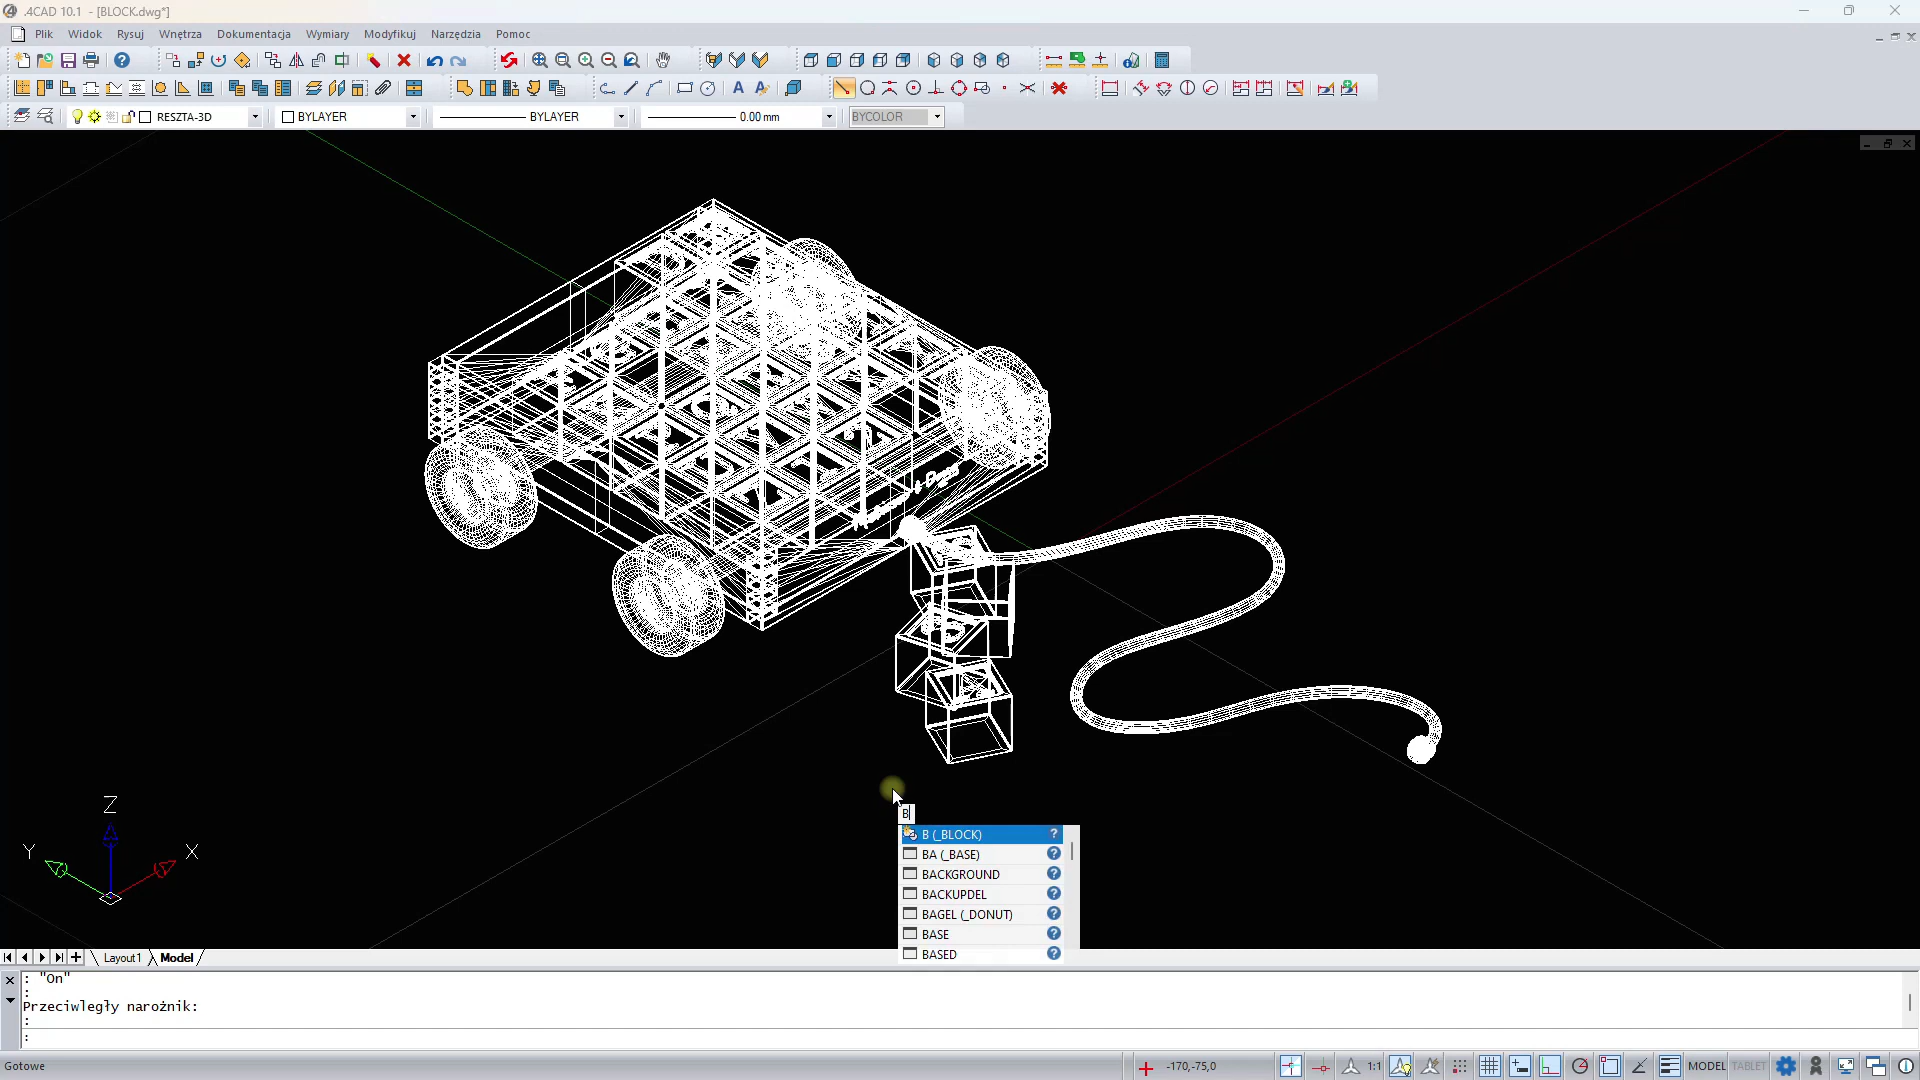 .4CAD 10.1 - [BLOCK.dwg*]
Plik Widok Rysuj Wnętrza Dokumentacja Wymiary Modyfikuj Narzędzia Pomoc
RESZTA-3D BYLAYER BYLAYER 0.00 mm BYCOLOR
Z
Y X
B
B (_BLOCK)
BA (_BASE)
BACKGROUND
BACKUPDEL
BAGEL (_DONUT)
BASE
BASED
Layout1 Model
: "On"
:
Przeciwległy narożnik:
:
:
Gotowe -170,-75,0 1:1 MODEL TABLET